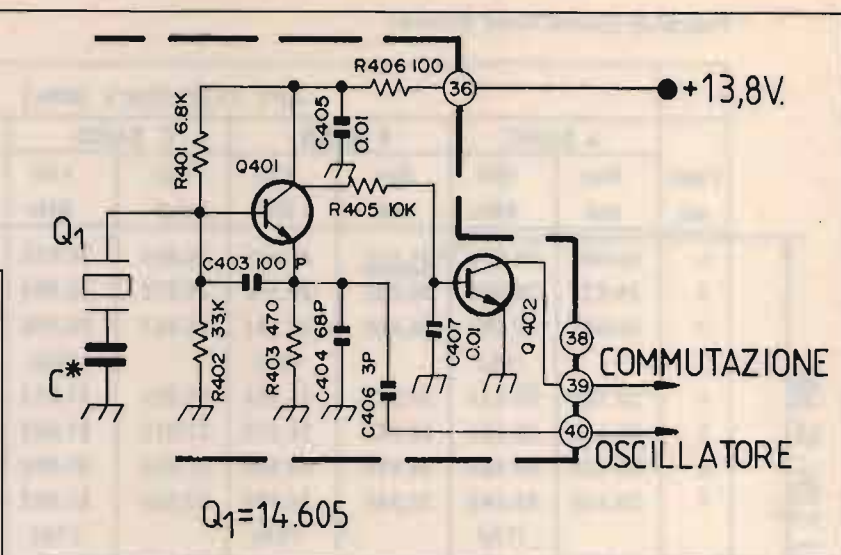 R406 100
36
+13,8V.
C405
0.01
R401 6.8K
Q401
R405 10K
Q1
C403 100 P
C*
R402 33K
R403 470
C404 68P
C406 3P
C407
0.01
Q 402
38
39
COMMUTAZIONE
40
OSCILLATORE
Q1=14.605